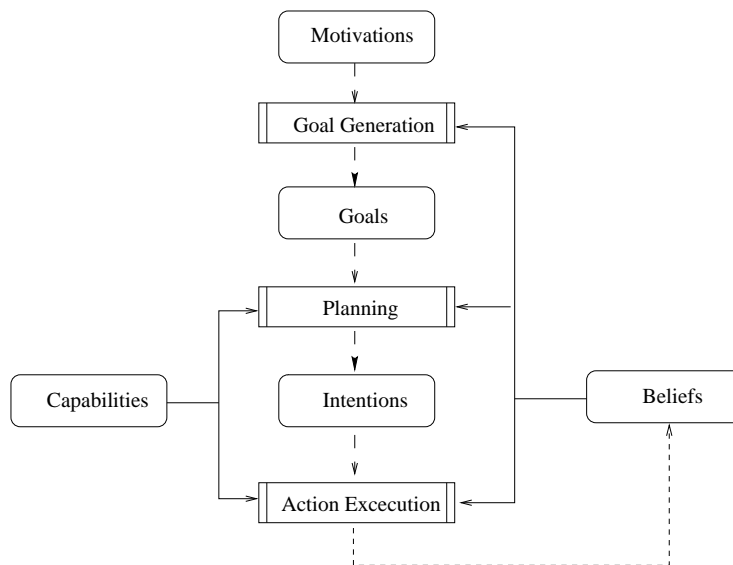 Motivations
Goal Generation
Goals
Planning
Capabilities
Intentions
Beliefs
Action Excecution